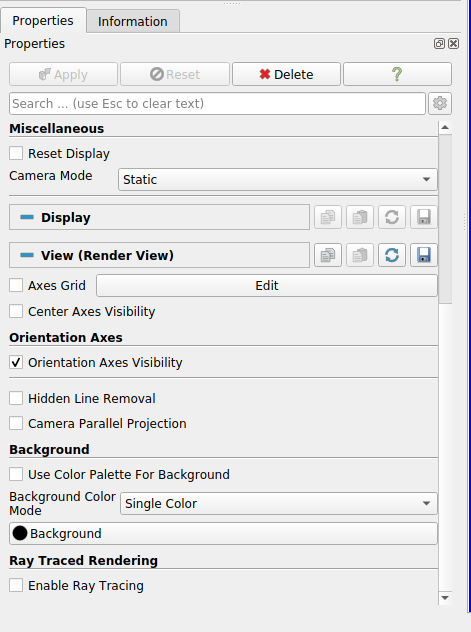 Properties
Information
Properties
Apply
Reset
Delete
?
Search ... (use Esc to clear text)
Miscellaneous
Reset Display
Camera Mode
Static
Display
View (Render View)
Axes Grid
Edit
Center Axes Visibility
Orientation Axes
Orientation Axes Visibility
Hidden Line Removal
Camera Parallel Projection
Background
Use Color Palette For Background
Background Color
Mode
Single Color
Background
Ray Traced Rendering
Enable Ray Tracing